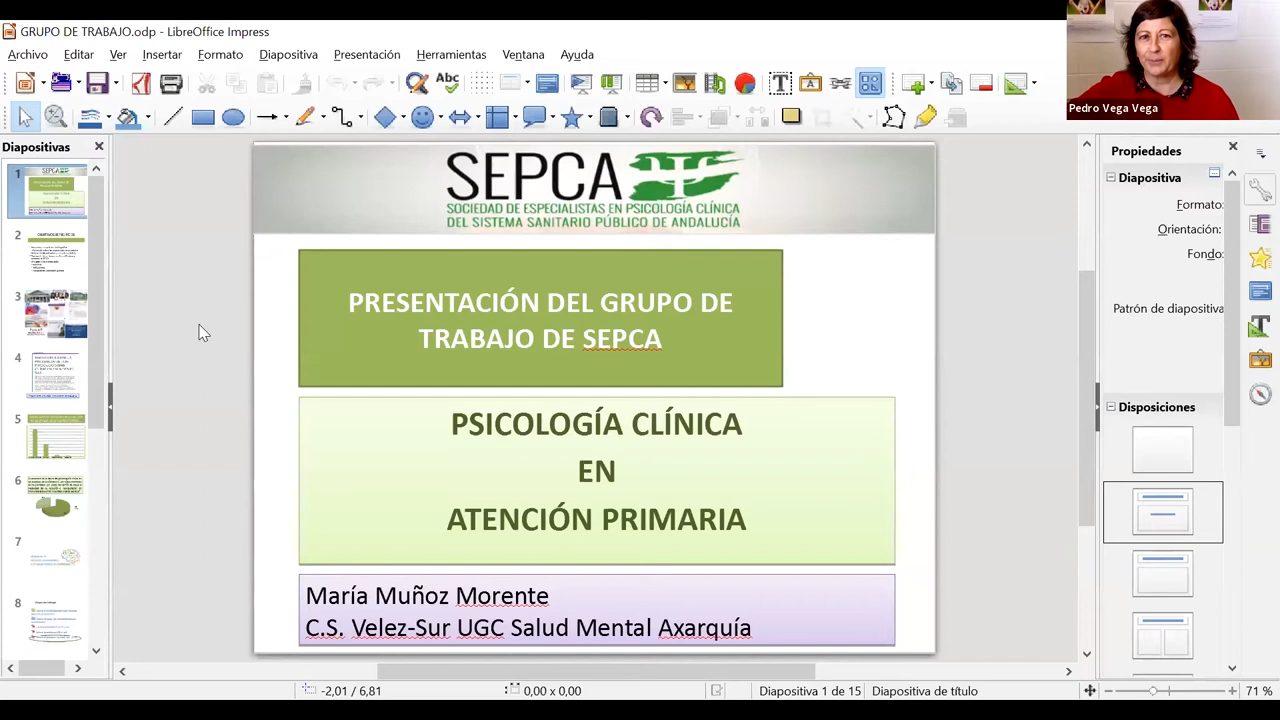 GRUPO DE TRABAJO.odp - LibreOffice Impress
Archivo Editar Ver Insertar Formato Diapositiva Presentación Herramientas Ventana Ayuda
Abc
Pedro Vega Vega
Diapositivas
1
2
3
4
5
6
7
8
SEPCA
SOCIEDAD DE ESPECIALISTAS EN PSICOLOGÍA CLÍNICA
DEL SISTEMA SANITARIO PÚBLICO DE ANDALUCÍA
PRESENTACIÓN DEL GRUPO DE
TRABAJO DE SEPCA
PSICOLOGÍA CLÍNICA
EN
ATENCIÓN PRIMARIA
María Muñoz Morente
C.S. Velez-Sur UGC Salud Mental Axarquía
Propiedades
Diapositiva
Formato:
Orientación:
Fondo:
Patrón de diapositiva
Disposiciones
-2,01 / 6,81
0,00 x 0,00
Diapositiva 1 de 15
Diapositiva de título
71 %